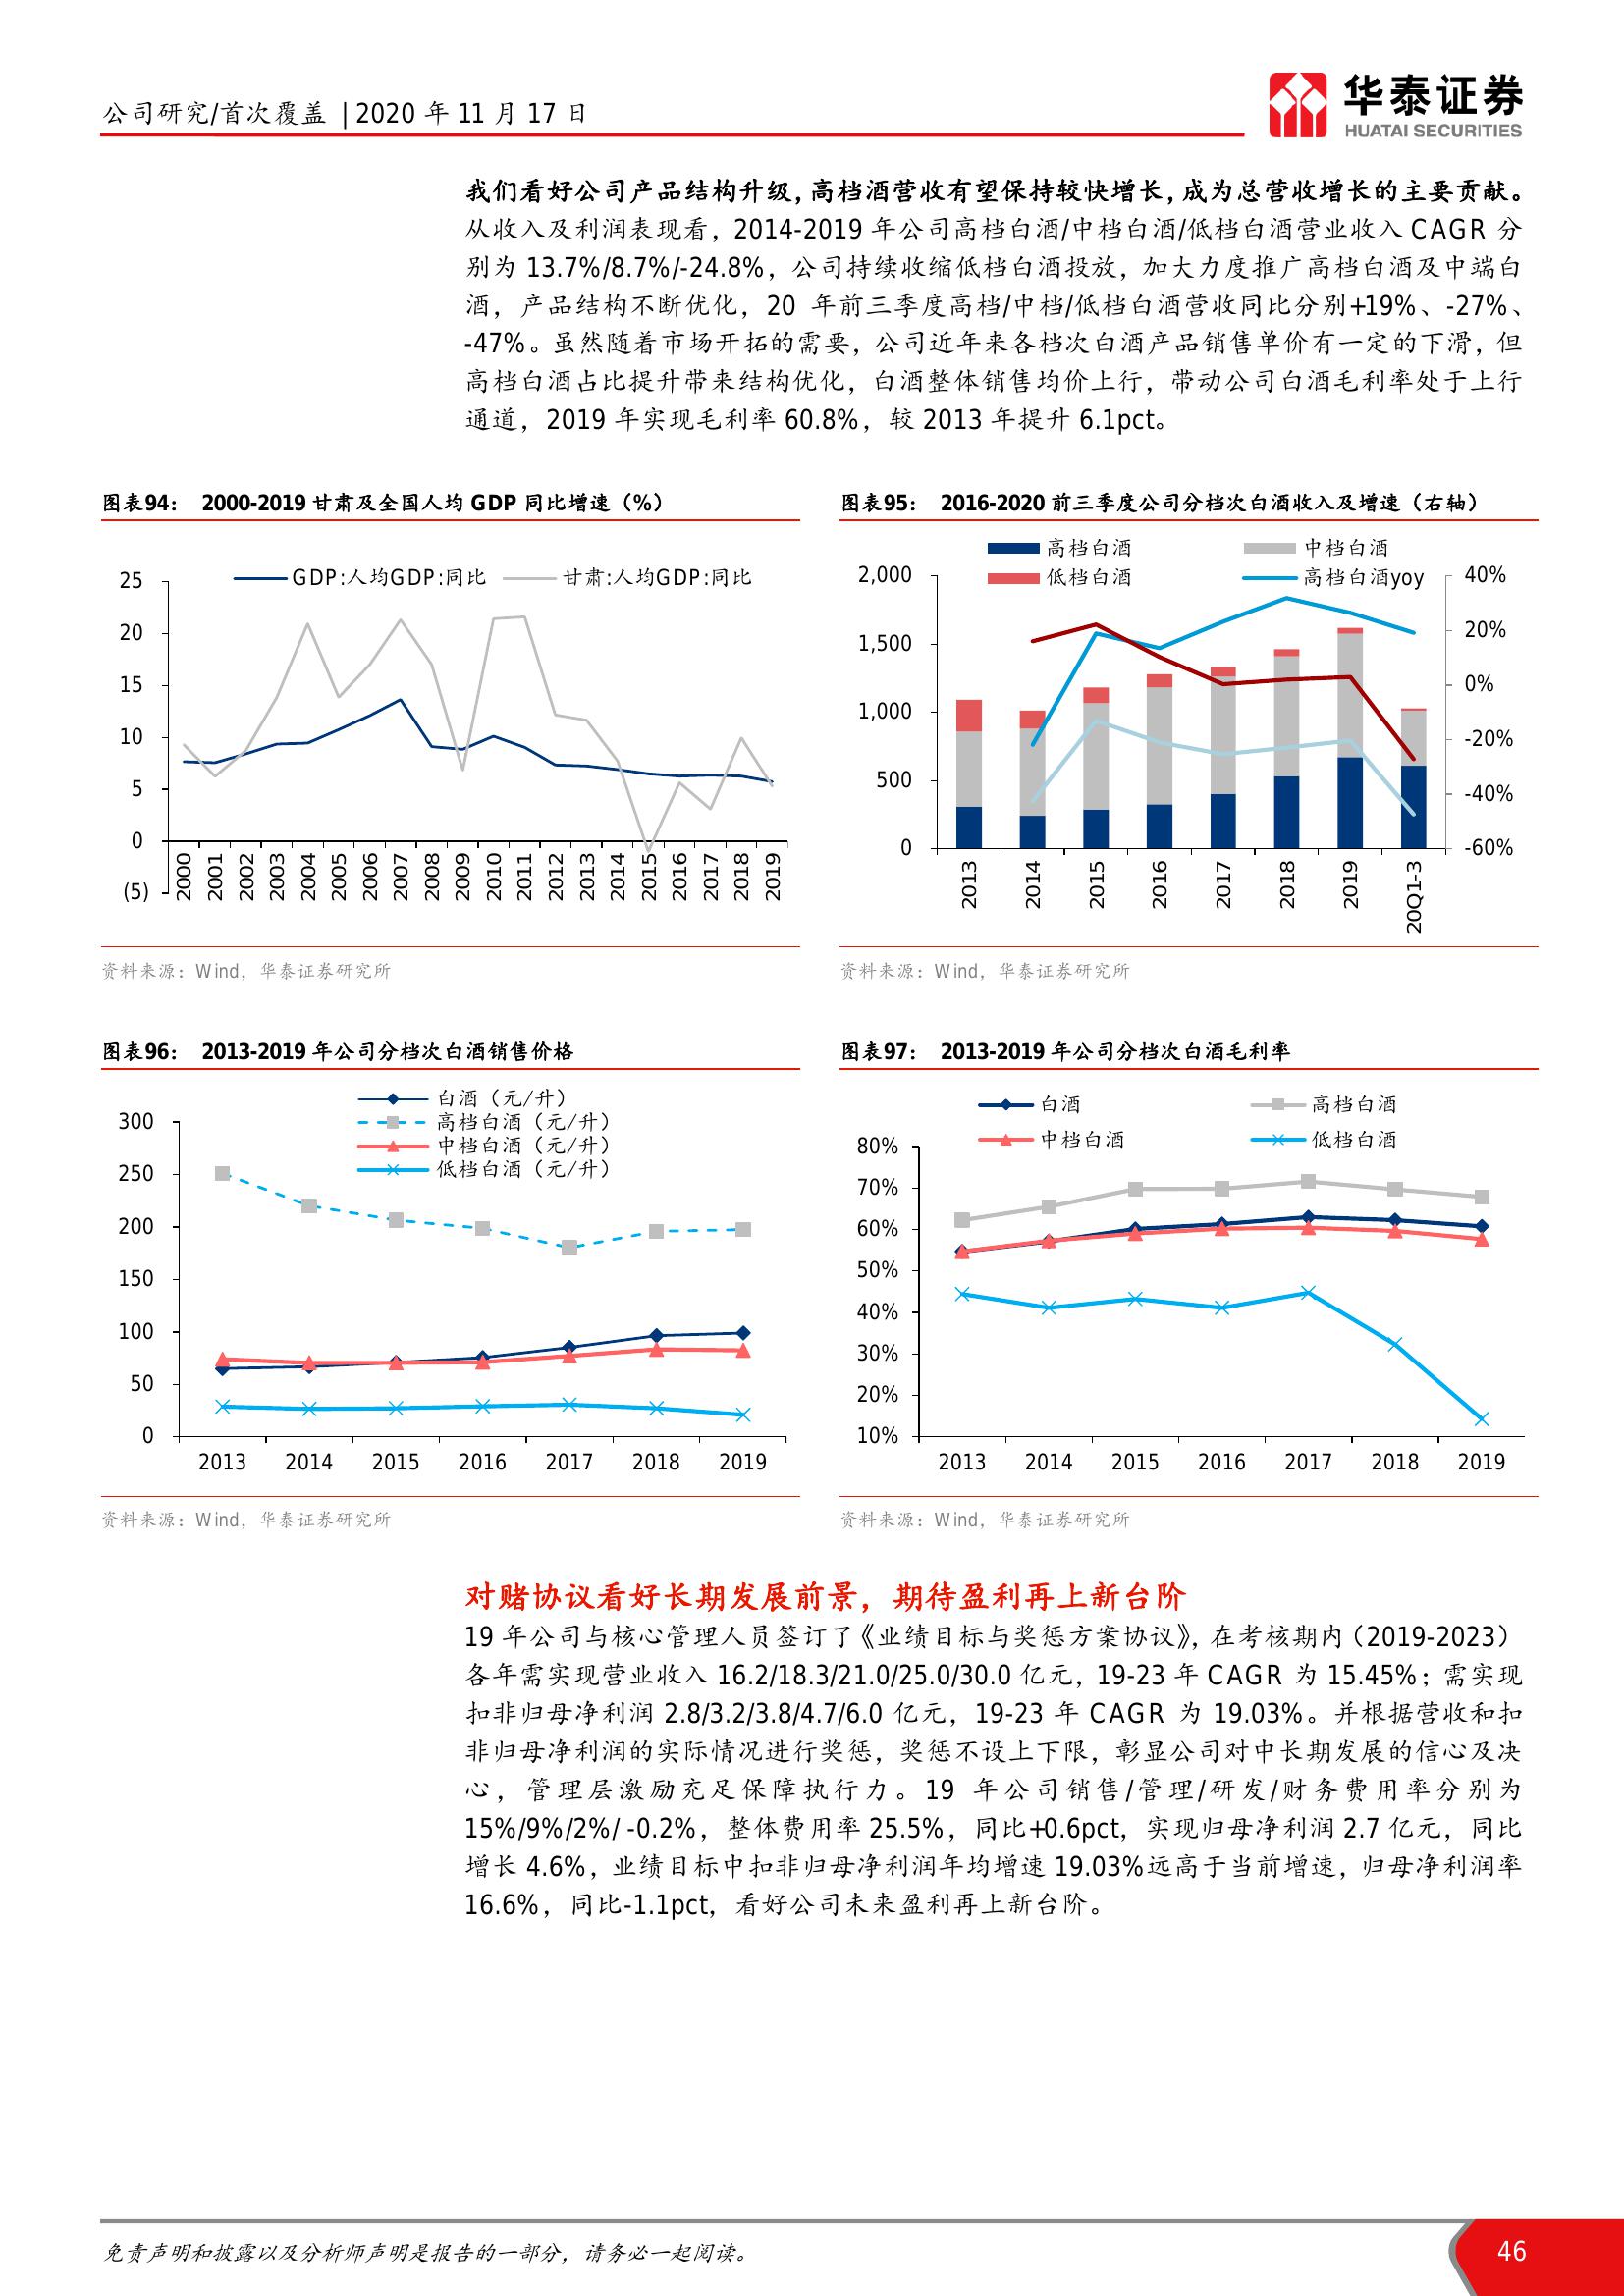 公司研究/首次覆盖 | 2020 年 11 月 17 日
华泰证券
HUATAI SECURITIES
我们看好公司产品结构升级，高档酒营收有望保持较快增长，成为总营收增长的主要贡献。
从收入及利润表现看，2014-2019 年公司高档白酒/中档白酒/低档白酒营业收入 CAGR 分
别为 13.7%/8.7%/-24.8%，公司持续收缩低档白酒投放，加大力度推广高档白酒及中端白
酒，产品结构不断优化，20 年前三季度高档/中档/低档白酒营收同比分别+19%、-27%、
-47%。虽然随着市场开拓的需要，公司近年来各档次白酒产品销售单价有一定的下滑，但
高档白酒占比提升带来结构优化，白酒整体销售均价上行，带动公司白酒毛利率处于上行
通道，2019 年实现毛利率 60.8%，较 2013 年提升 6.1pct。
图表94： 2000-2019 甘肃及全国人均 GDP 同比增速（%）
GDP:人均GDP:同比 甘肃:人均GDP:同比
25
20
15
10
5
0
(5)
2000 2001 2002 2003 2004 2005 2006 2007 2008 2009 2010 2011 2012 2013 2014 2015 2016 2017 2018 2019
资料来源：Wind，华泰证券研究所
图表95： 2016-2020 前三季度公司分档次白酒收入及增速（右轴）
高档白酒 中档白酒
低档白酒 高档白酒yoy
2,000 40%
1,500 20%
0%
1,000 -20%
500 -40%
0 -60%
2013 2014 2015 2016 2017 2018 2019 20Q1-3
资料来源：Wind，华泰证券研究所
图表96： 2013-2019 年公司分档次白酒销售价格
白酒（元/升）
高档白酒（元/升）
中档白酒（元/升）
低档白酒（元/升）
300
250
200
150
100
50
0
2013 2014 2015 2016 2017 2018 2019
资料来源：Wind，华泰证券研究所
图表97： 2013-2019 年公司分档次白酒毛利率
白酒 高档白酒
中档白酒 低档白酒
80%
70%
60%
50%
40%
30%
20%
10%
2013 2014 2015 2016 2017 2018 2019
资料来源：Wind，华泰证券研究所
对赌协议看好长期发展前景，期待盈利再上新台阶
19 年公司与核心管理人员签订了《业绩目标与奖惩方案协议》，在考核期内（2019-2023）
各年需实现营业收入 16.2/18.3/21.0/25.0/30.0 亿元，19-23 年 CAGR 为 15.45%；需实现
扣非归母净利润 2.8/3.2/3.8/4.7/6.0 亿元，19-23 年 CAGR 为 19.03%。并根据营收和扣
非归母净利润的实际情况进行奖惩，奖惩不设上下限，彰显公司对中长期发展的信心及决
心，管理层激励充足保障执行力。19 年公司销售/管理/研发/财务费用率分别为
15%/9%/2%/ -0.2%，整体费用率 25.5%，同比+0.6pct，实现归母净利润 2.7 亿元，同比
增长 4.6%，业绩目标中扣非归母净利润年均增速 19.03%远高于当前增速，归母净利润率
16.6%，同比-1.1pct，看好公司未来盈利再上新台阶。
免责声明和披露以及分析师声明是报告的一部分，请务必一起阅读。
46